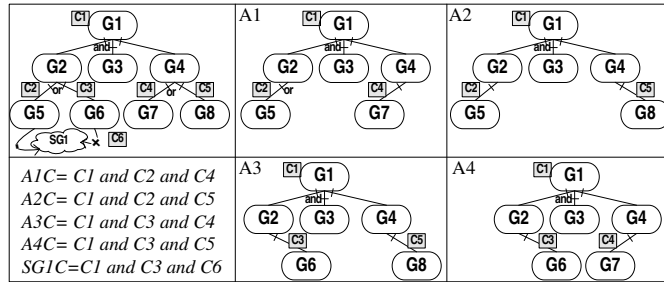 C1 G1
and
G2 G3 G4
C2 or C3 C4 or C5
G5 G6 G7 G8
SG1 C6
A1
C1 G1
and
G2 G3 G4
C2 or C4
G5 G7
A2
C1 G1
and
G2 G3 G4
C2 C5
G5 G8
A1C= C1 and C2 and C4
A2C= C1 and C2 and C5
A3C= C1 and C3 and C4
A4C= C1 and C3 and C5
SG1C=C1 and C3 and C6
A3
C1 G1
and
G2 G3 G4
C3 C5
G6 G8
A4
C1 G1
and
G2 G3 G4
C3 C4
G6 G7